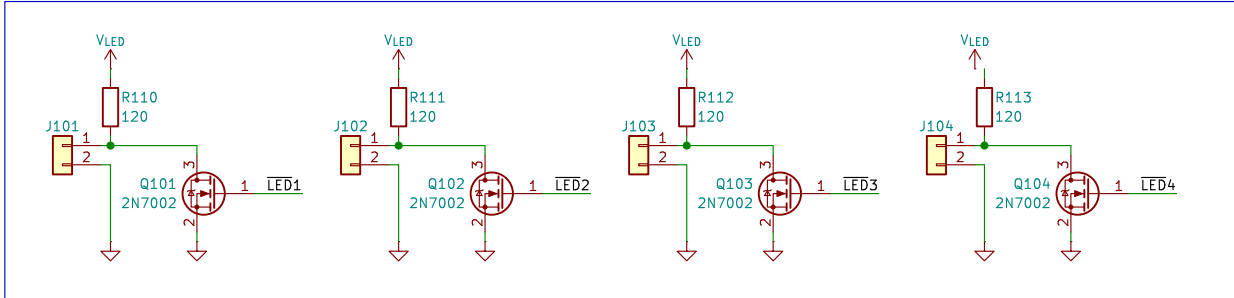 VLED VLED VLED VLED
R110 R111 R112 R113
120 120 120 120
J101 J102 J103 J104
1 1 1 1
2 2 2 2
3 3 3 3
Q101 1 LED1 Q102 1 LED2 Q103 1 LED3 Q104 1 LED4
2N7002 2N7002 2N7002 2N7002
2 2 2 2